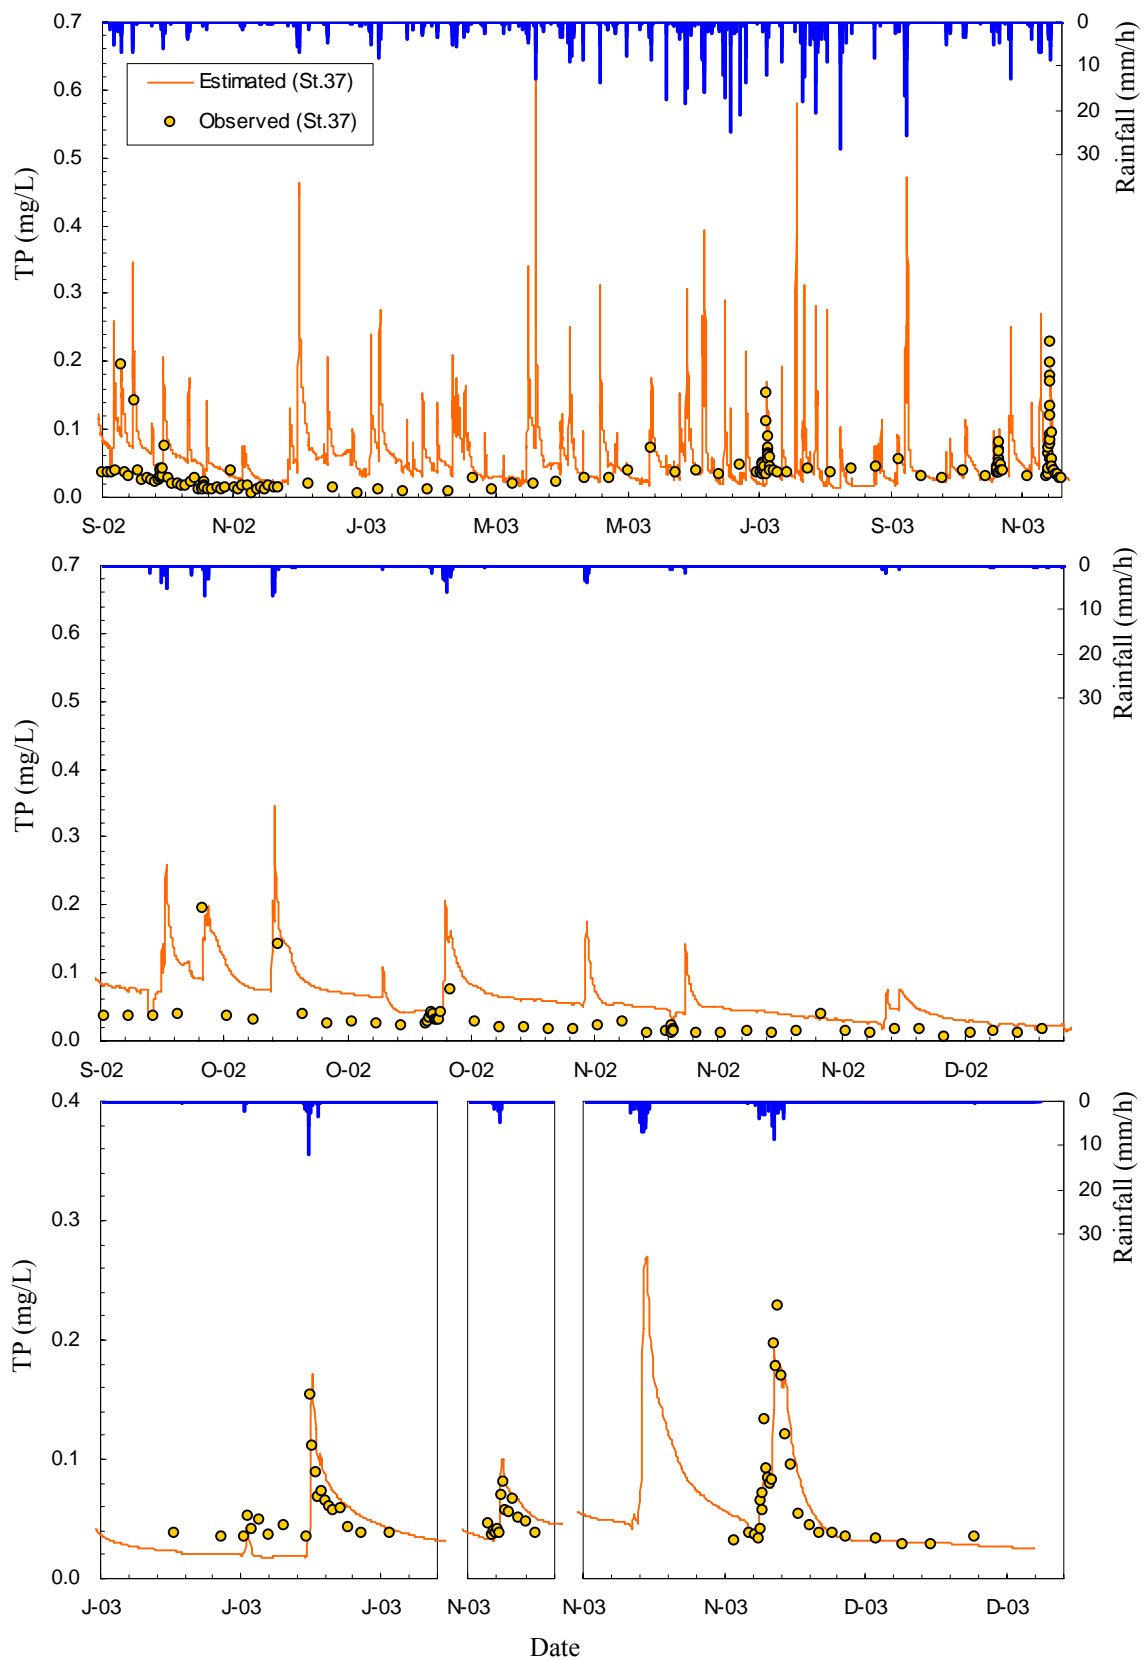 0.7
0.6
0.5
0.4
0.3
0.2
0.1
0.0
TP (mg/L)
Estimated (St.37)
Observed (St.37)
0
10
20
30
Rainfall (mm/h)
S-02 N-02 J-03 M-03 M-03 J-03 S-03 N-03
0.7
0.6
0.5
0.4
0.3
0.2
0.1
0.0
TP (mg/L)
0
10
20
30
Rainfall (mm/h)
S-02 O-02 O-02 O-02 N-02 N-02 N-02 D-02
0.4
0.3
0.2
0.1
0.0
TP (mg/L)
0
10
20
30
Rainfall (mm/h)
J-03 J-03 J-03 N-03 N-03 N-03 D-03 D-03
Date